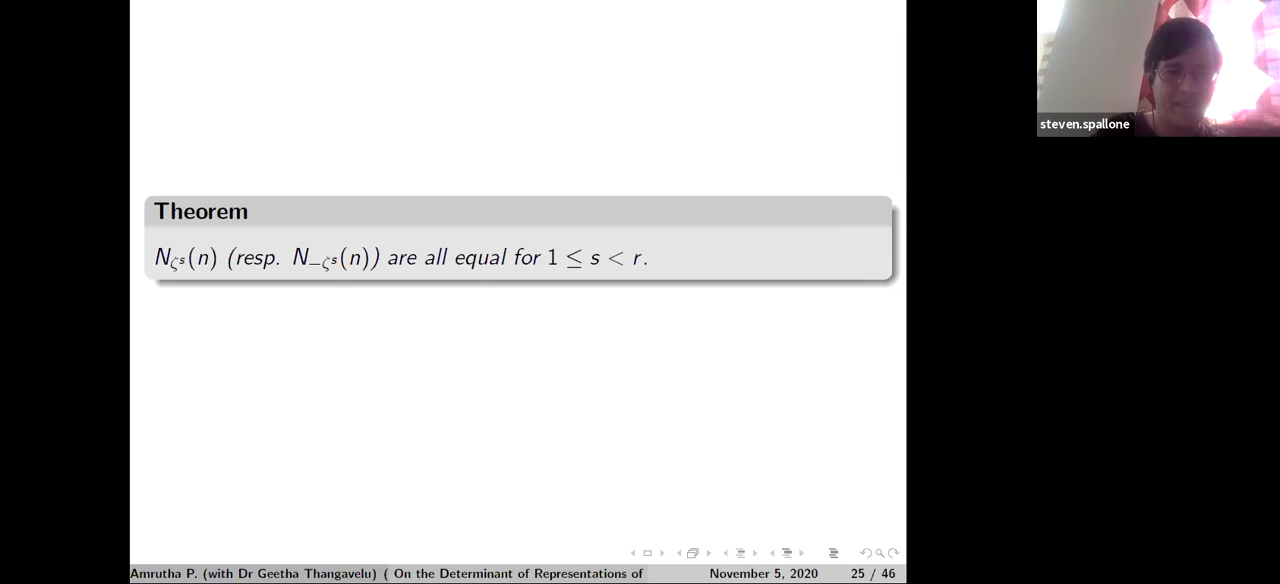 steven.spallone
Theorem
N_{ζ^s}(n) (resp. N_{−ζ^s}(n)) are all equal for 1 ≤ s < r.
Amrutha P. (with Dr Geetha Thangavelu) ( On the Determinant of Representations of November 5, 2020 25 / 46